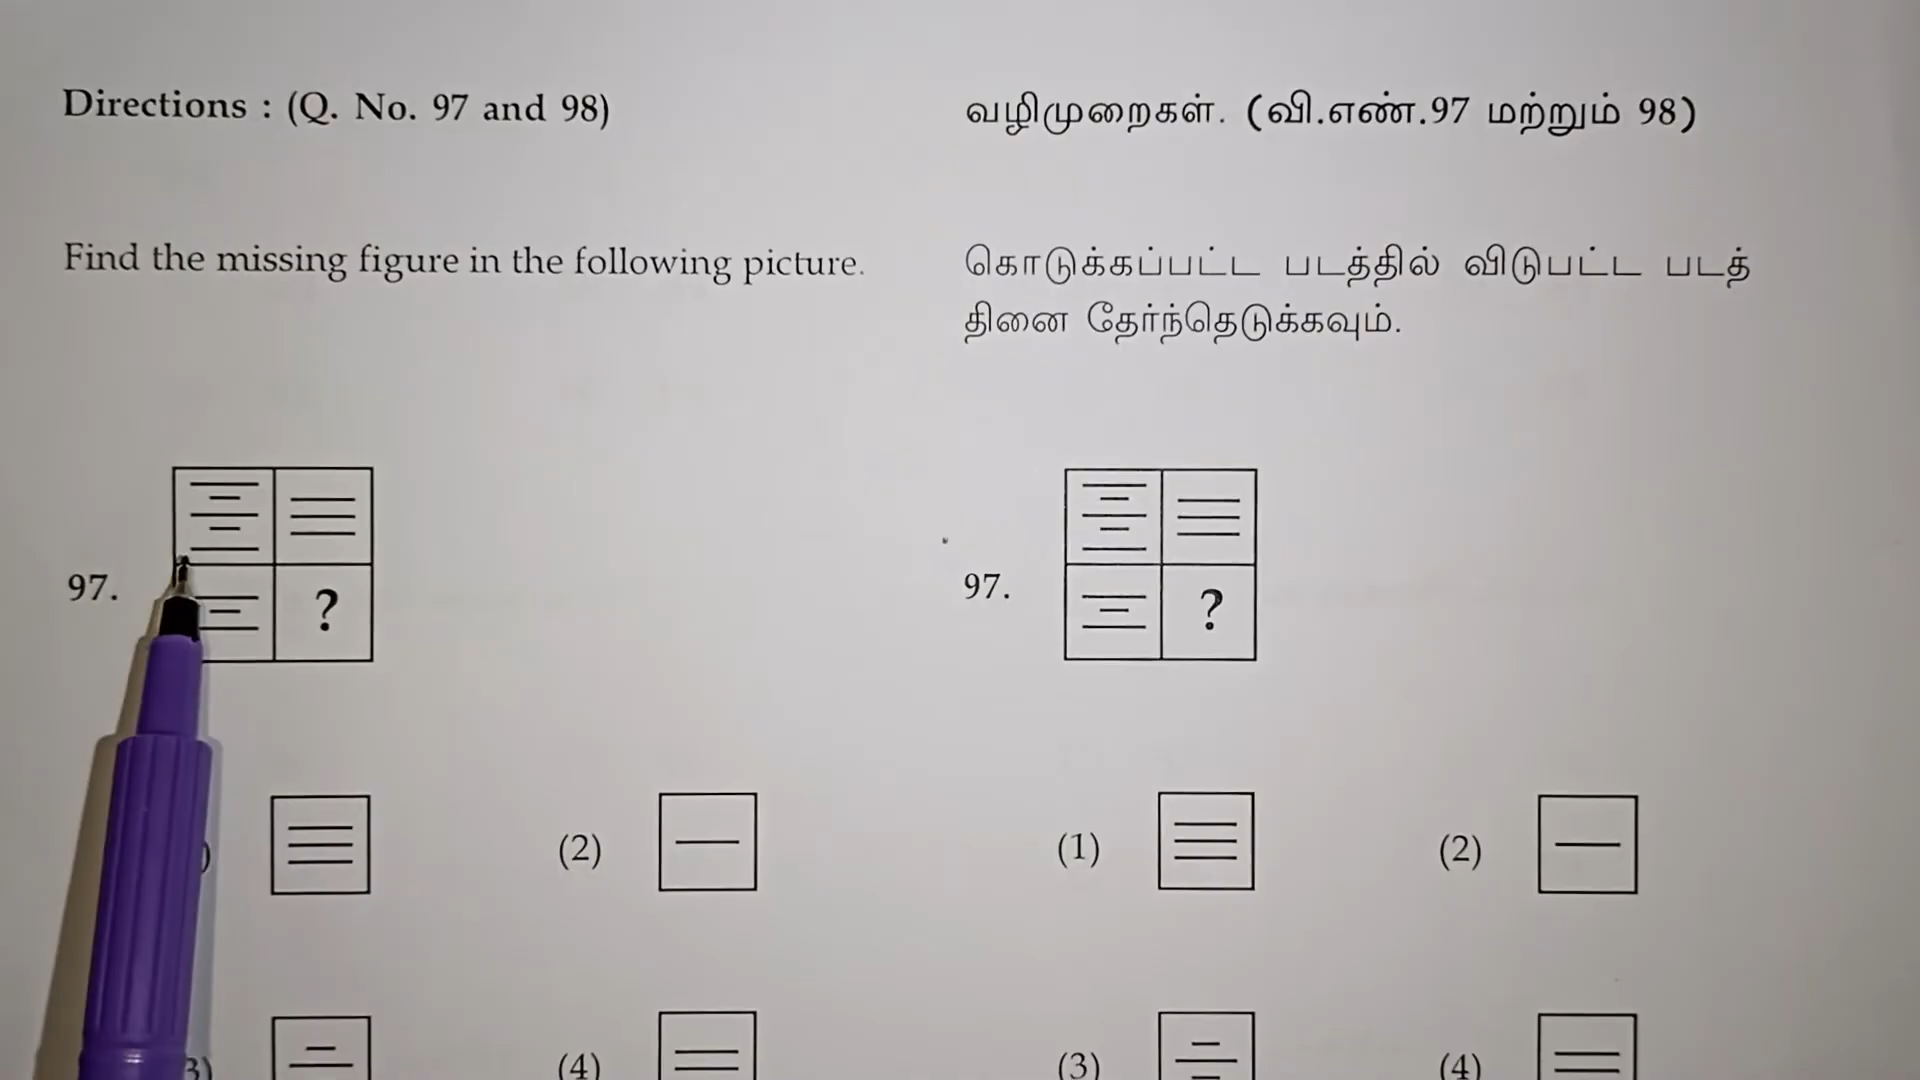 Directions : (Q. No. 97 and 98)
Find the missing figure in the following picture.
97.
?
)
(2)
3)
(4)
வழிமுறைகள். (வி.எண்.97 மற்றும் 98)
கொடுக்கப்பட்ட படத்தில் விடுபட்ட படத்
தினை தேர்ந்தெடுக்கவும்.
97.
?
(1)
(2)
(3)
(4)